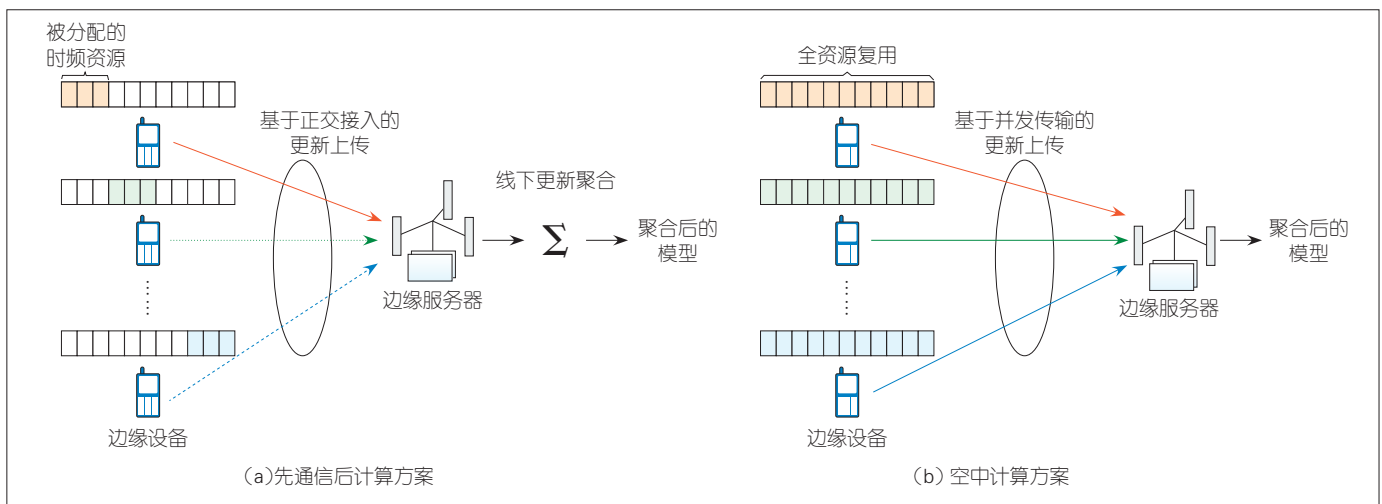 被分配的
时频资源
基于正交接入的
更新上传
线下更新聚合
Σ
聚合后的
模型
边缘服务器
边缘设备
(a)先通信后计算方案
全资源复用
基于并发传输的
更新上传
聚合后的
模型
边缘服务器
边缘设备
(b) 空中计算方案